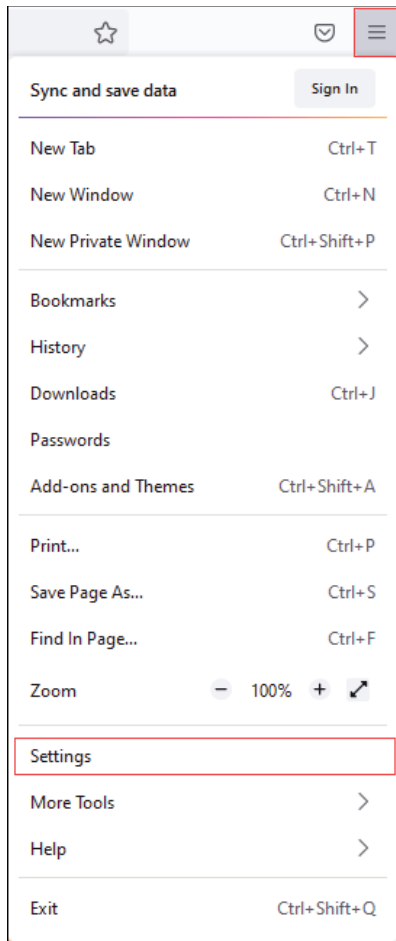 Sync and save data Sign In
New Tab Ctrl+T
New Window Ctrl+N
New Private Window Ctrl+Shift+P
Bookmarks
History
Downloads Ctrl+J
Passwords
Add-ons and Themes Ctrl+Shift+A
Print... Ctrl+P
Save Page As... Ctrl+S
Find In Page... Ctrl+F
Zoom − 100% +
Settings
More Tools
Help
Exit Ctrl+Shift+Q